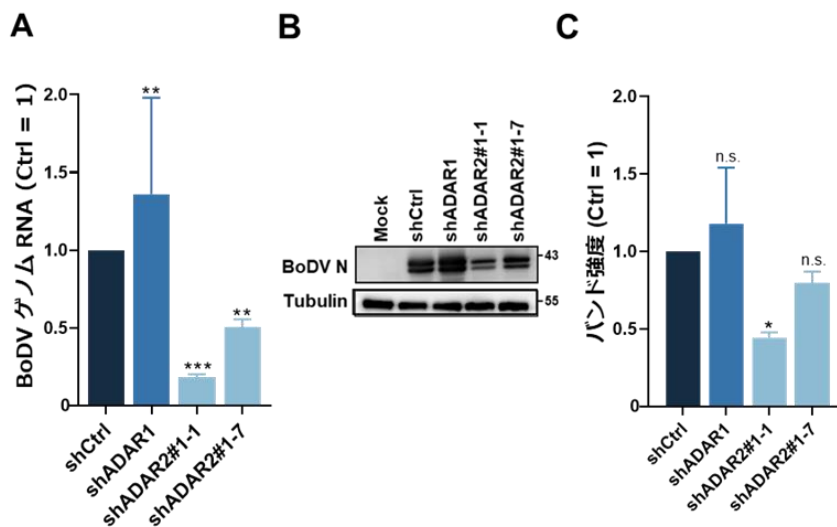 A
BoDV ゲノム RNA (Ctrl = 1)
2.0
1.5
1.0
0.5
0
**
***
**
shCtrl
shADAR1
shADAR2#1-1
shADAR2#1-7
B
Mock
shCtrl
shADAR1
shADAR2#1-1
shADAR2#1-7
BoDV N
43
Tubulin
55
C
バンド強度 (Ctrl = 1)
2.0
1.5
1.0
0.5
0
n.s.
*
n.s.
shCtrl
shADAR1
shADAR2#1-1
shADAR2#1-7